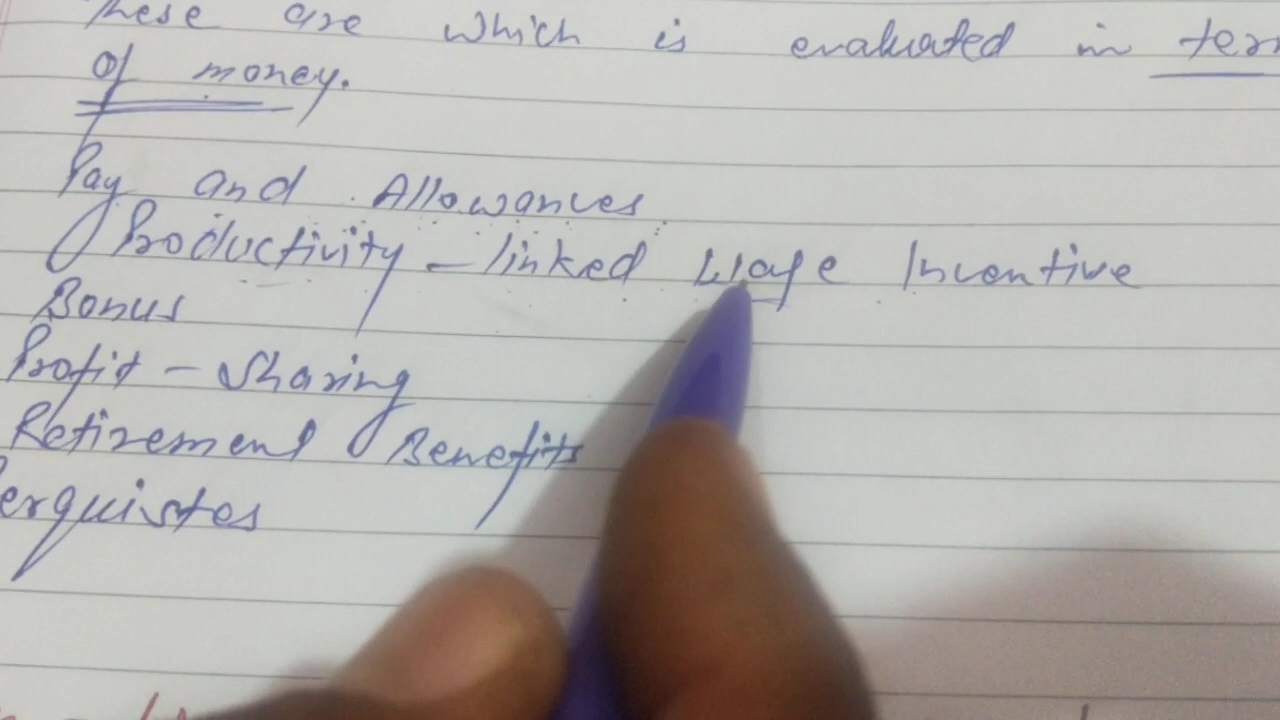 These are which is evaluated in ter
of money.
Pay and Allowances
Productivity - linked Wage Incentive
Bonus
Profit - Sharing
Retirement Benefits
erquistes